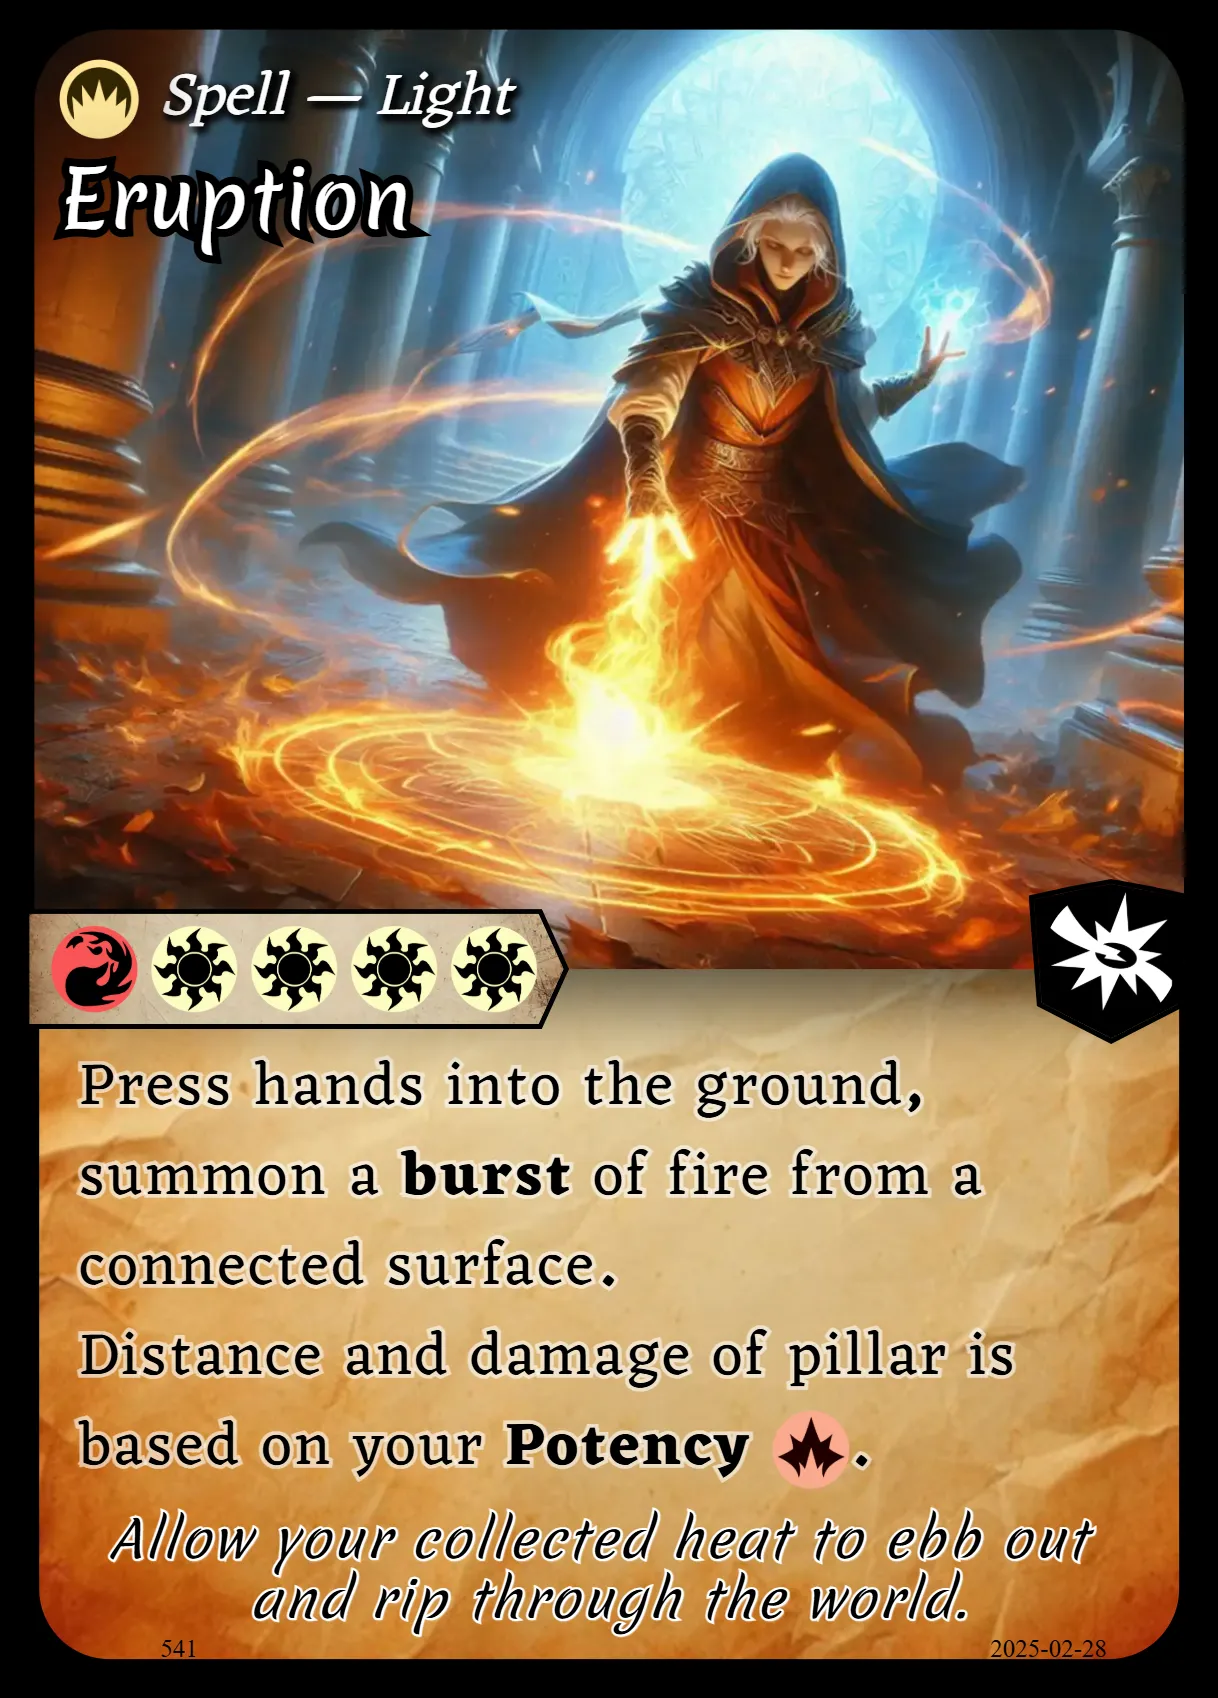 Spell — Light
Eruption
Press hands into the ground,
summon a burst of fire from a
connected surface.
Distance and damage of pillar is
based on your Potency .
Allow your collected heat to ebb out
and rip through the world.
541
2025-02-28